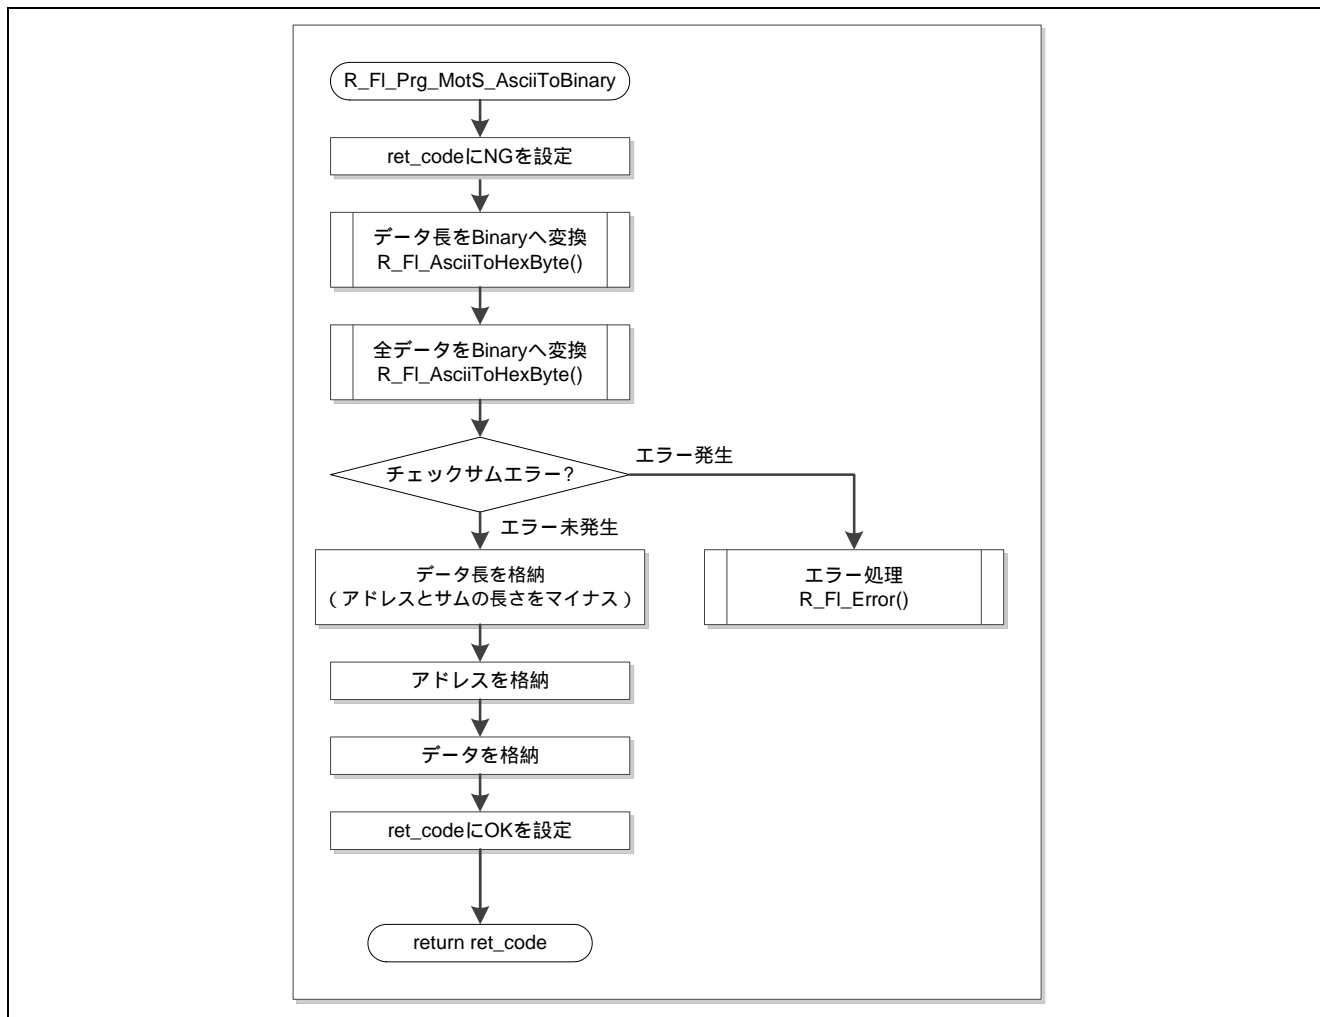 R_Fl_Prg_MotS_AsciiToBinary
ret_codeにNGを設定
データ長をBinaryへ変換
R_Fl_AsciiToHexByte()
全データをBinaryへ変換
R_Fl_AsciiToHexByte()
チェックサムエラー?
エラー発生
エラー未発生
データ長を格納
(アドレスとサムの長さをマイナス)
エラー処理
R_Fl_Error()
アドレスを格納
データを格納
ret_codeにOKを設定
return ret_code